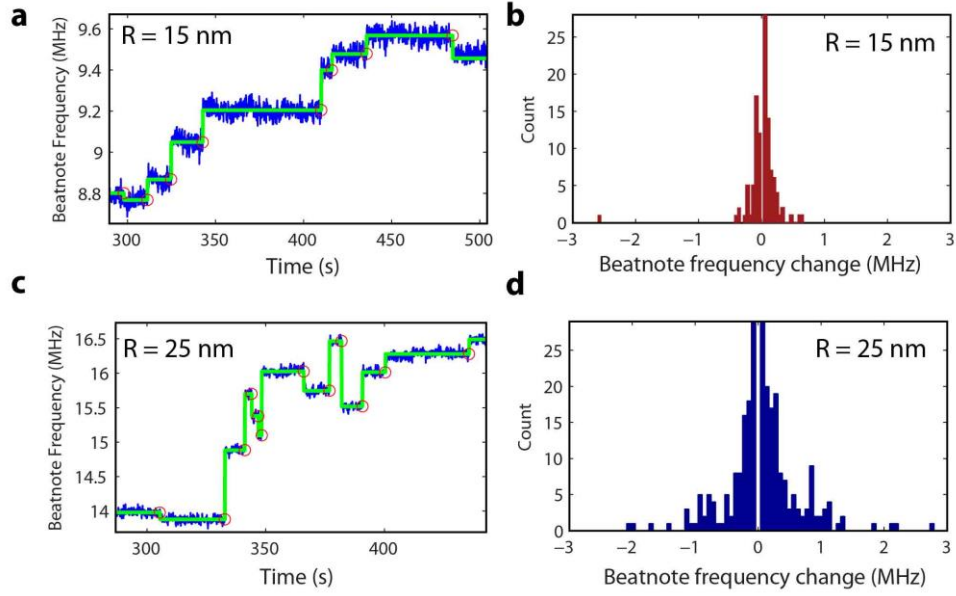 a
R = 15 nm
Beatnote Frequency (MHz)
9.6
9.4
9.2
9
8.8
300 350 400 450 500
Time (s)
b
R = 15 nm
Count
25
20
15
10
5
0
−3 −2 −1 0 1 2 3
Beatnote frequency change (MHz)
c
R = 25 nm
Beatnote Frequency (MHz)
16.5
16
15.5
15
14.5
14
300 350 400
Time (s)
d
R = 25 nm
Count
25
20
15
10
5
0
−3 −2 −1 0 1 2 3
Beatnote frequency change (MHz)